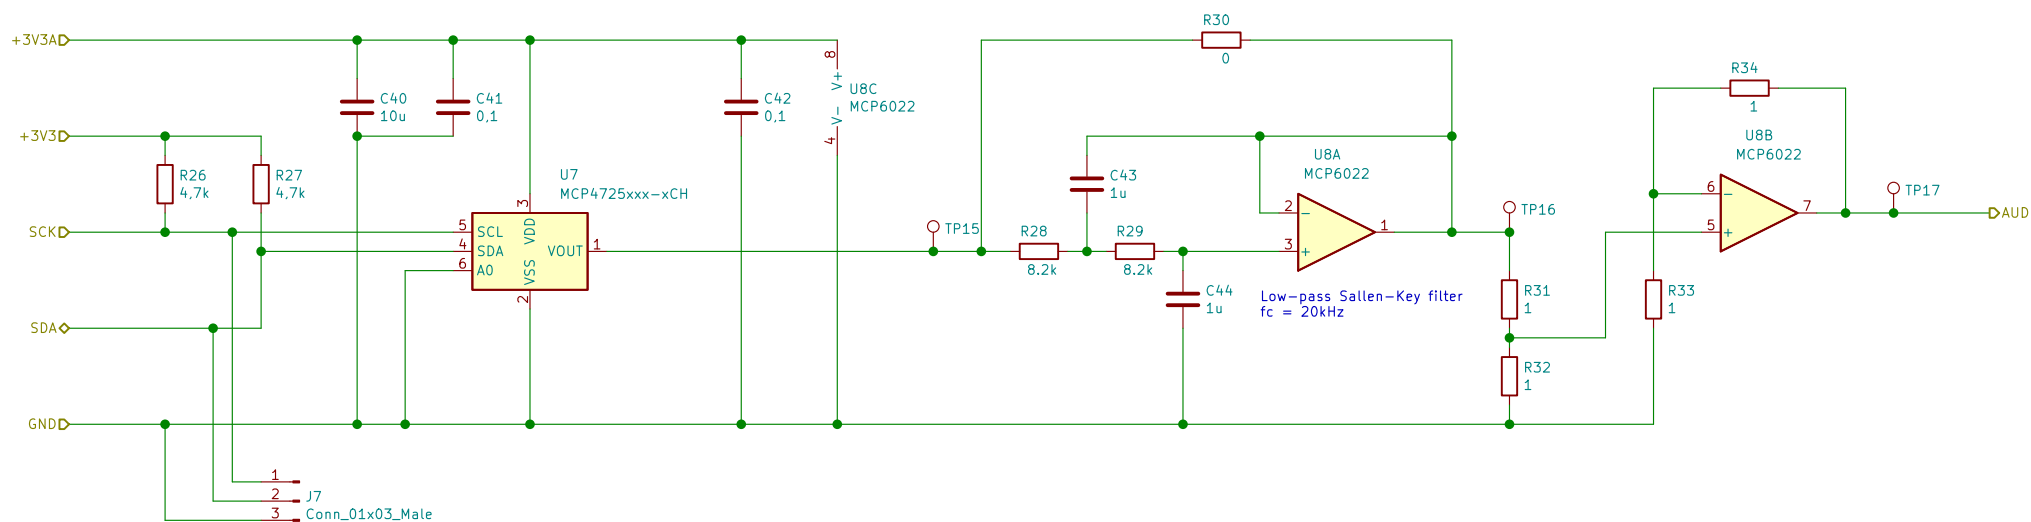 R30
0
+3V3A
R34
1
8
V+
U8C
MCP6022
V-
4
C40
10u
C41
0,1
C42
0,1
+3V3
U8B
MCP6022
R26
4,7k
R27
4,7k
U7
MCP4725xxx-xCH
C43
1u
U8A
MCP6022
6
-
5
+
7
TP17
AUD
3
VDD
2
-
3
+
1
TP16
SCK
5
SCL
4
SDA
6
A0
VOUT
1
VSS
2
TP15
R28
8.2k
R29
8.2k
C44
1u
Low-pass Sallen-Key filter
fc = 20kHz
R31
1
R33
1
SDA
R32
1
GND
1
2
3
J7
Conn_01x03_Male